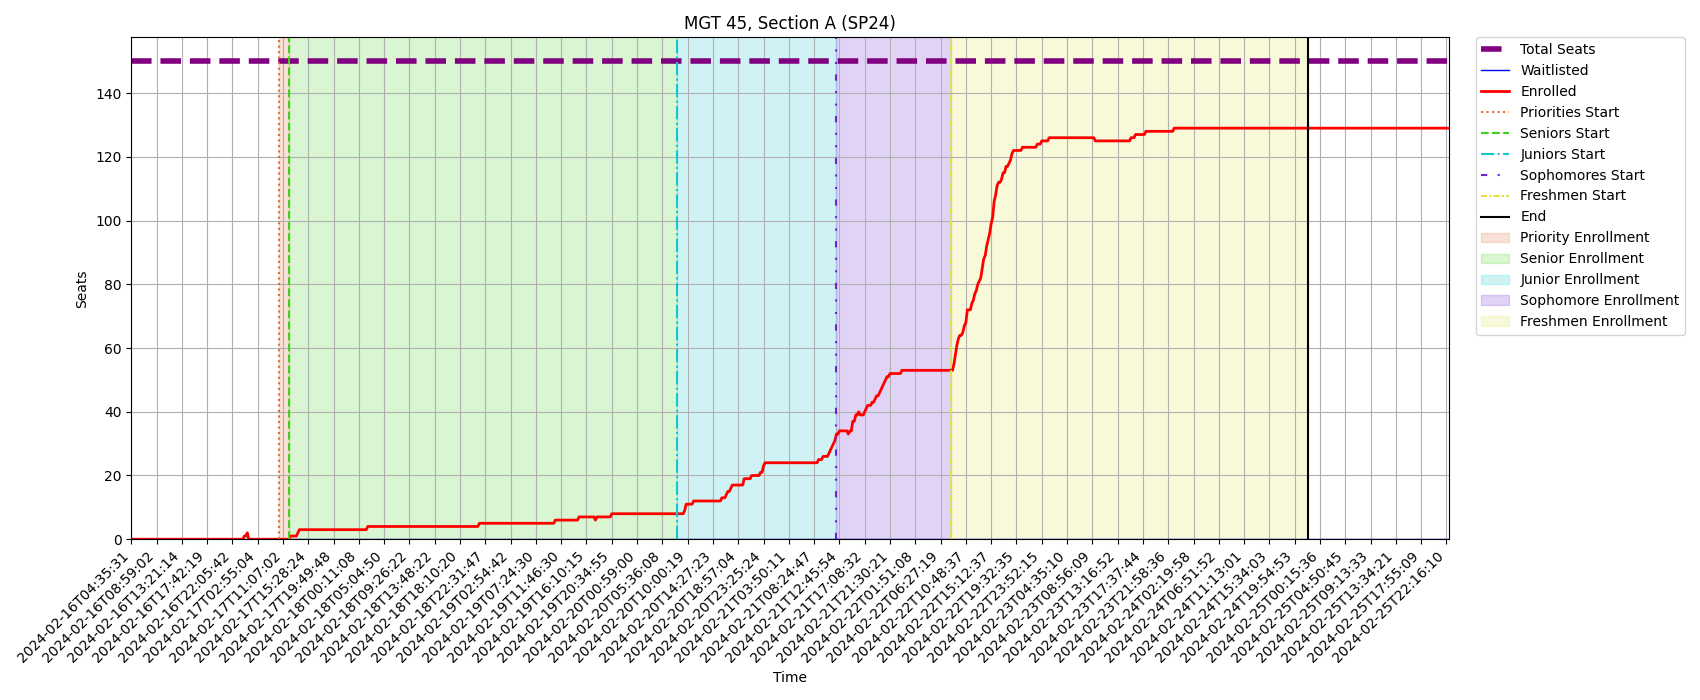 MGT 45, Section A (SP24)
Total Seats
Waitlisted
Enrolled
Priorities Start
Seniors Start
Juniors Start
Sophomores Start
Freshmen Start
End
Priority Enrollment
Senior Enrollment
Junior Enrollment
Sophomore Enrollment
Freshmen Enrollment
Seats
140
120
100
80
60
40
20
0
2024-02-16T04:35:31
2024-02-16T08:59:02
2024-02-16T13:21:14
2024-02-16T17:42:19
2024-02-16T22:05:42
2024-02-17T02:55:04
2024-02-17T11:07:02
2024-02-17T15:28:24
2024-02-17T19:49:48
2024-02-18T00:11:08
2024-02-18T05:04:50
2024-02-18T09:26:22
2024-02-18T13:48:22
2024-02-18T18:10:20
2024-02-18T22:31:47
2024-02-19T02:54:42
2024-02-19T07:24:30
2024-02-19T11:46:30
2024-02-19T16:10:15
2024-02-19T20:34:55
2024-02-20T00:59:00
2024-02-20T05:36:08
2024-02-20T10:00:19
2024-02-20T14:27:23
2024-02-20T18:57:04
2024-02-20T23:25:24
2024-02-21T03:50:11
2024-02-21T08:24:47
2024-02-21T12:45:54
2024-02-21T17:08:32
2024-02-21T21:30:21
2024-02-22T01:51:08
2024-02-22T06:27:19
2024-02-22T10:48:37
2024-02-22T15:12:37
2024-02-22T19:32:35
2024-02-22T23:52:15
2024-02-23T04:35:10
2024-02-23T08:56:09
2024-02-23T13:16:52
2024-02-23T17:37:44
2024-02-23T21:58:36
2024-02-24T02:19:58
2024-02-24T06:51:52
2024-02-24T11:13:01
2024-02-24T15:34:03
2024-02-24T19:54:53
2024-02-25T00:15:36
2024-02-25T04:50:45
2024-02-25T09:13:33
2024-02-25T13:34:21
2024-02-25T17:55:09
2024-02-25T22:16:10
Time